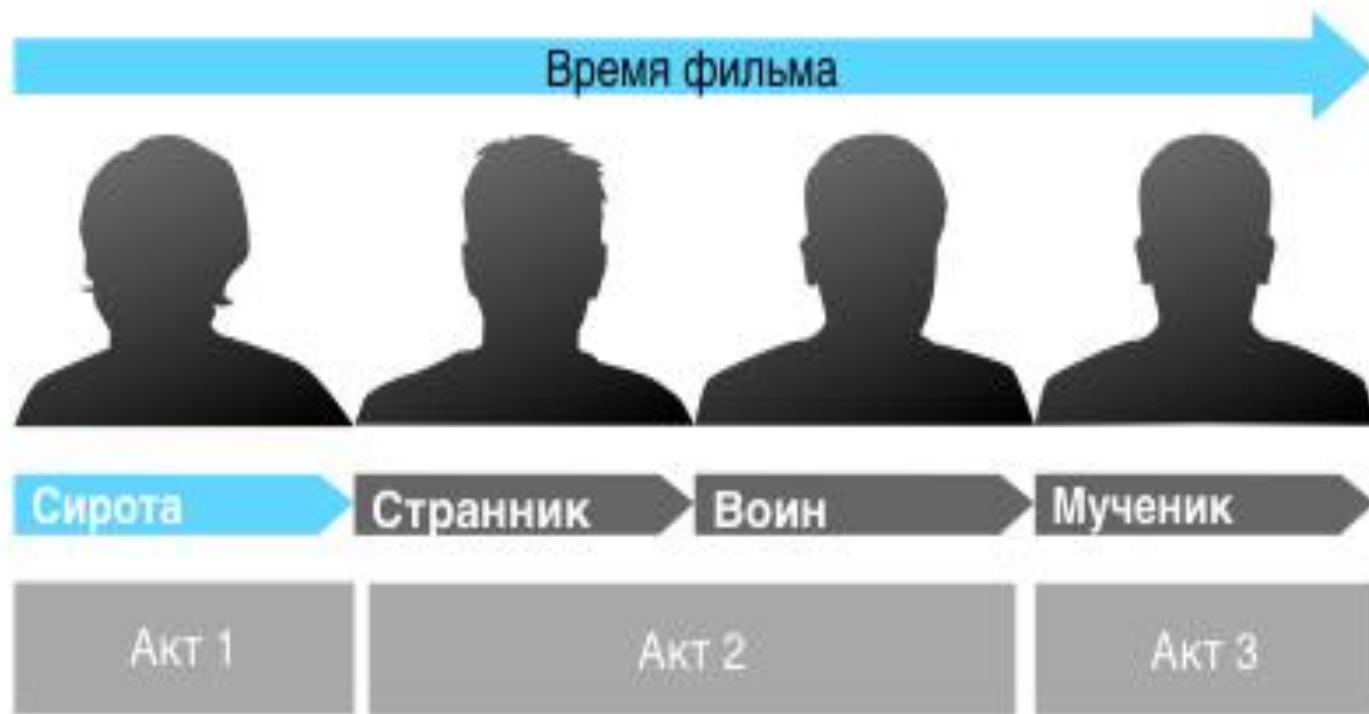 Время фильма
Сирота
Странник
Воин
Мученик
Акт 1
Акт 2
Акт 3